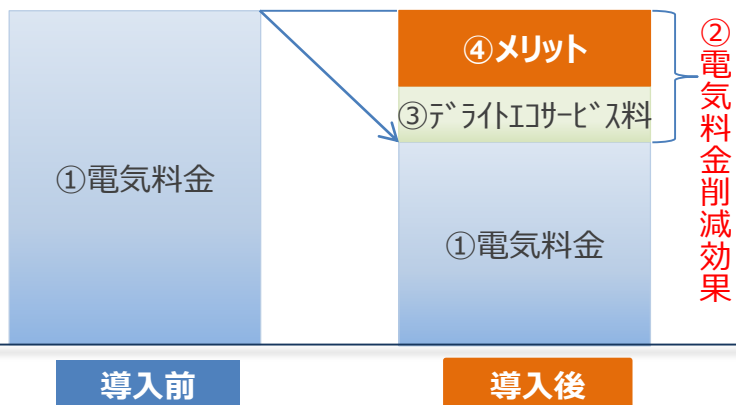 ①電気料金
④メリット
③ﾃﾞﾗｲﾄｴｺｻｰﾋﾞｽ料
①電気料金
②電気料金削減効果
導入前
導入後